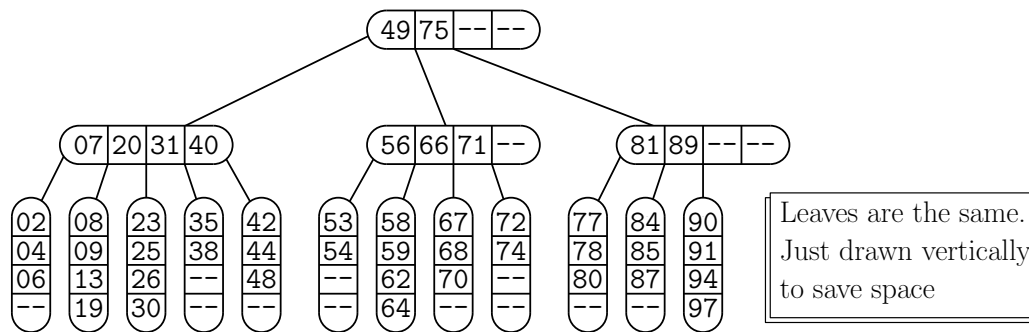 49 75 -- --
07 20 31 40
56 66 71 --
81 89 -- --
02 08 23 35 42 53 58 67 72 77 84 90
04 09 25 38 44 54 59 68 74 78 85 91
06 13 26 -- 48 -- 62 70 -- 80 87 94
-- 19 30 -- -- -- 64 -- -- -- -- 97
Leaves are the same.
Just drawn vertically
to save space